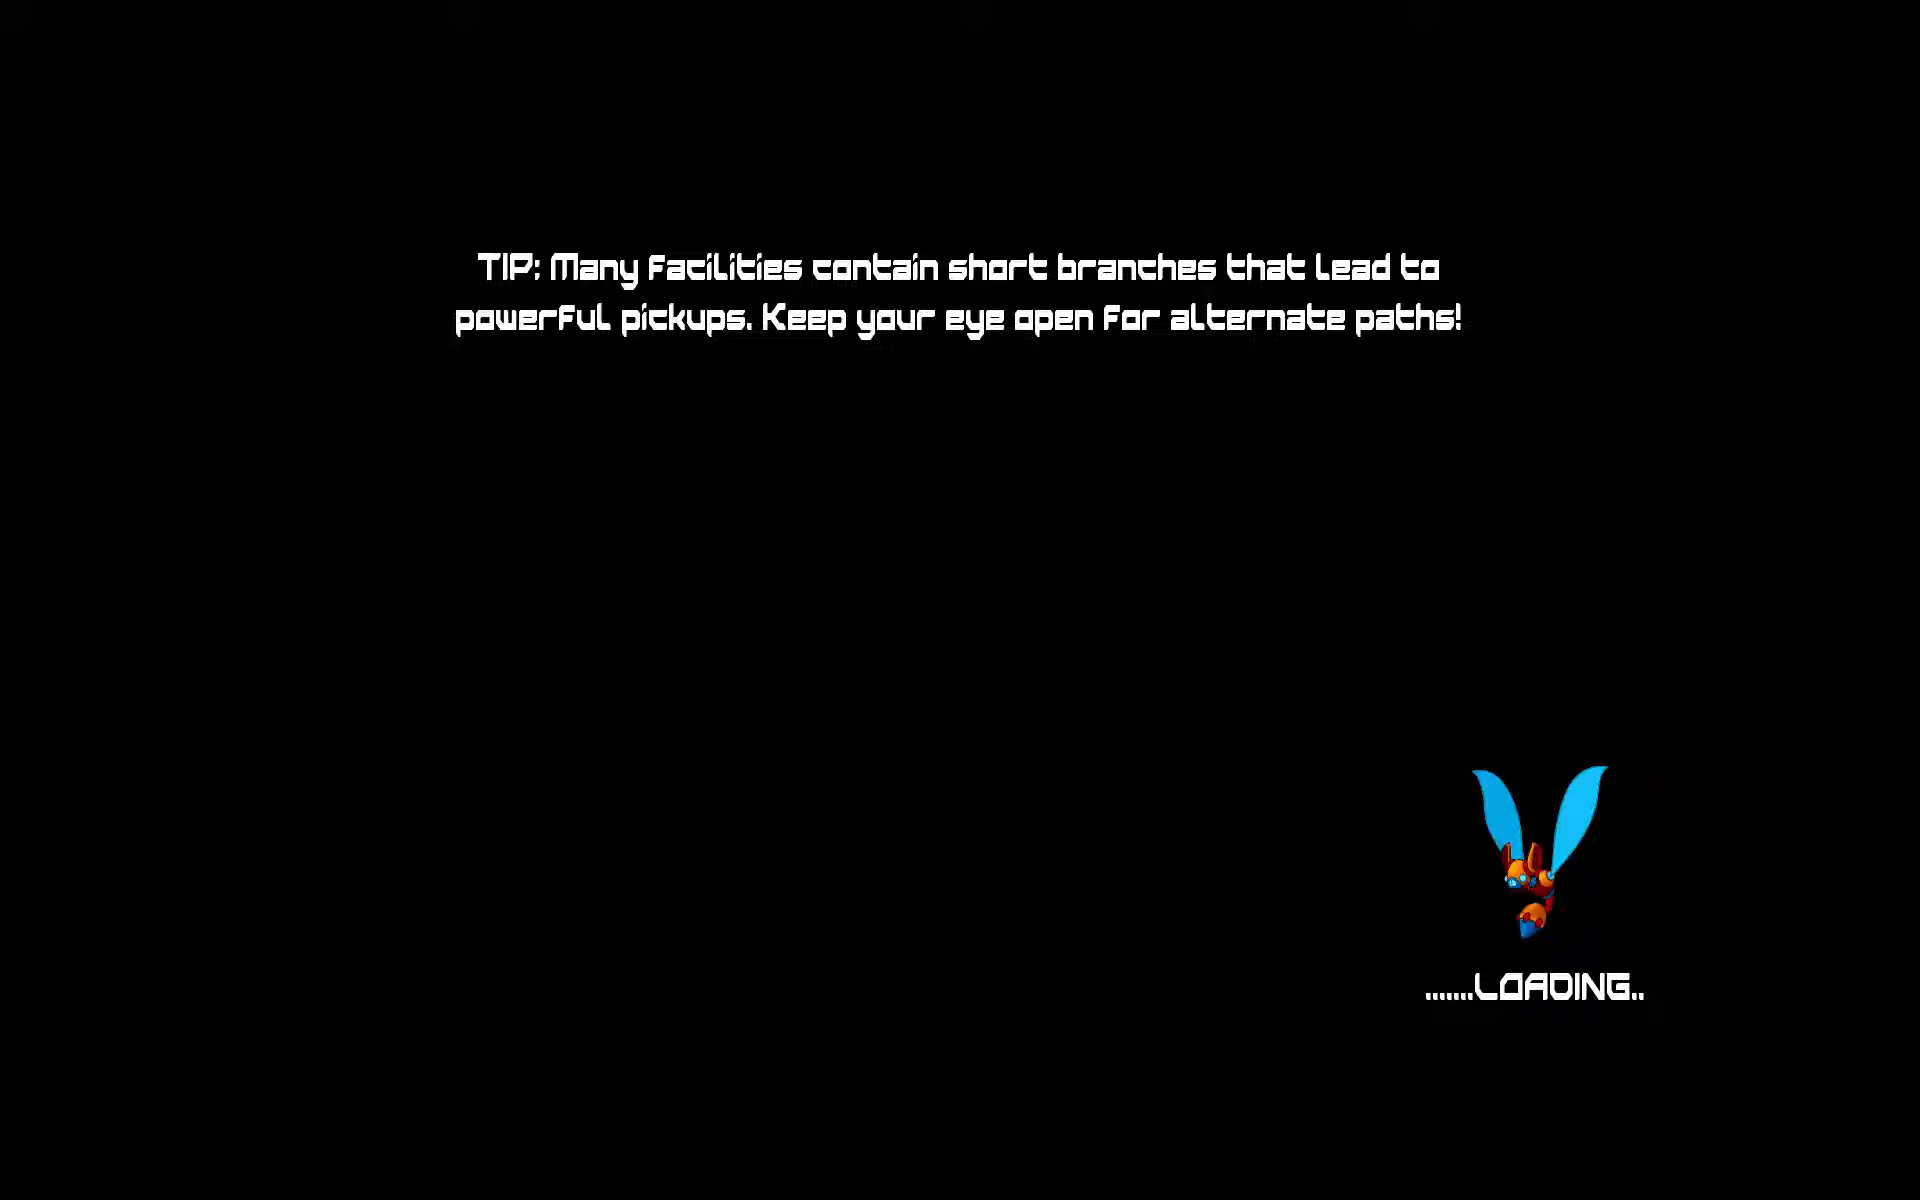 TIP: Many facilities contain short branches that lead to
powerful pickups. Keep your eye open for alternate paths!
.......LOADING..